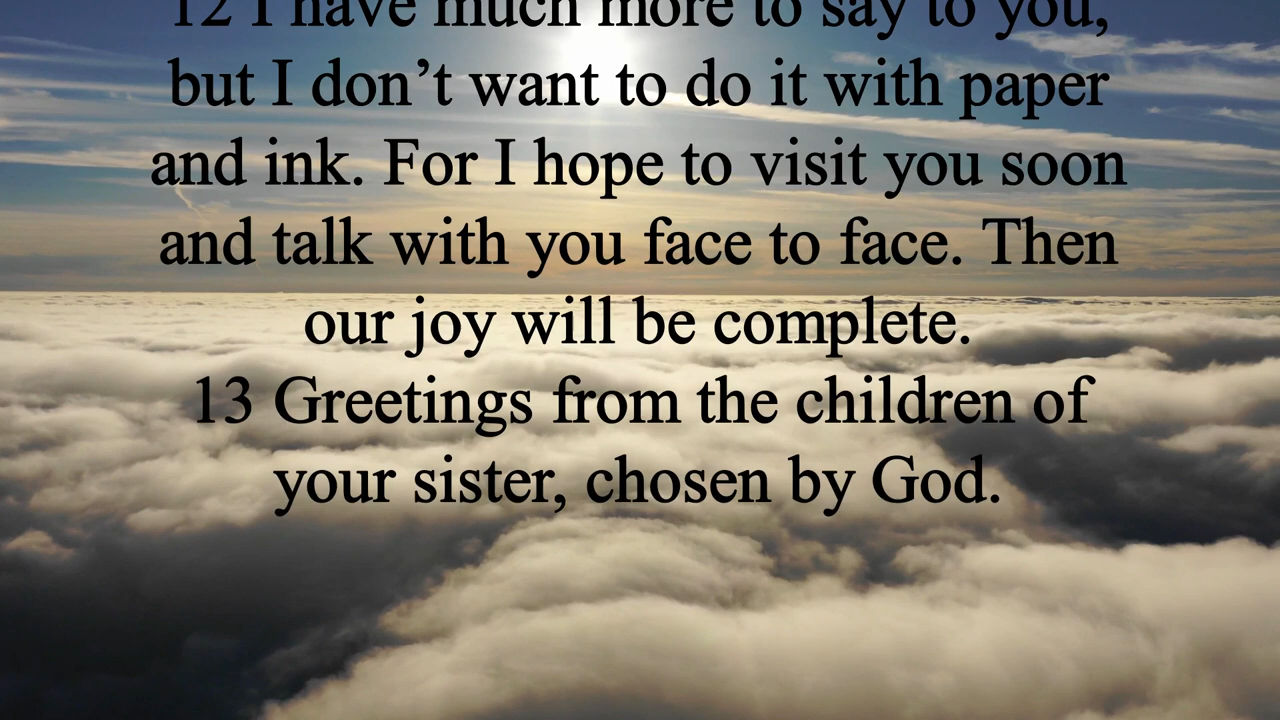 12 I have much more to say to you,
but I don’t want to do it with paper
and ink. For I hope to visit you soon
and talk with you face to face. Then
our joy will be complete.
13 Greetings from the children of
your sister, chosen by God.